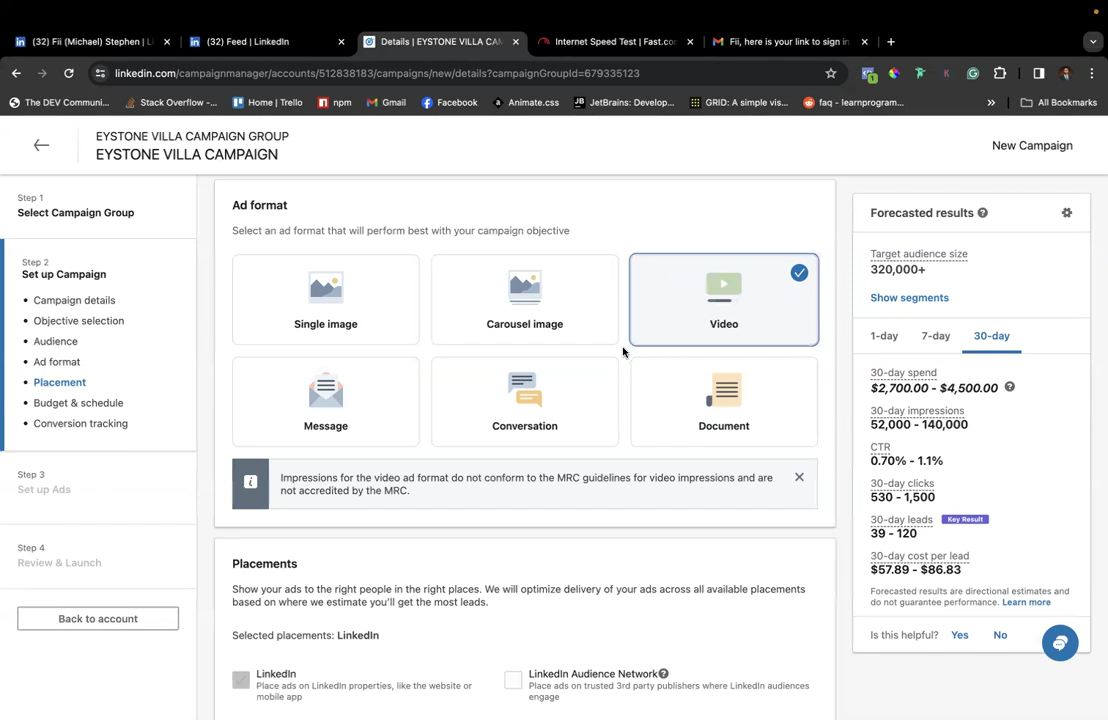 (32) Fii (Michael) Stephen | L
(32) Feed | LinkedIn
Details | EYSTONE VILLA CAM
Internet Speed Test | Fast.com
Fii, here is your link to sign in
linkedin.com/campaignmanager/accounts/512838183/campaigns/new/details?campaignGroupId=679335123
1
The DEV Communi...
Stack Overflow -...
Home | Trello
npm
Gmail
Facebook
Animate.css
JetBrains: Develop...
GRID: A simple vis...
faq - learnprogram...
All Bookmarks
EYSTONE VILLA CAMPAIGN GROUP
EYSTONE VILLA CAMPAIGN
New Campaign
Step 1
Select Campaign Group
Step 2
Set up Campaign
Campaign details
Objective selection
Audience
Ad format
Placement
Budget & schedule
Conversion tracking
Step 3
Set up Ads
Step 4
Review & Launch
Back to account
Ad format
Select an ad format that will perform best with your campaign objective
Single image
Carousel image
Video
Message
Conversation
Document
Impressions for the video ad format do not conform to the MRC guidelines for video impressions and are
not accredited by the MRC.
Placements
Show your ads to the right people in the right places. We will optimize delivery of your ads across all available placements
based on where we estimate you'll get the most leads.
Selected placements: LinkedIn
LinkedIn
Place ads on LinkedIn properties, like the website or
mobile app
LinkedIn Audience Network
Place ads on trusted 3rd party publishers where LinkedIn audiences
engage
Forecasted results
Target audience size
320,000+
Show segments
1-day
7-day
30-day
30-day spend
$2,700.00 - $4,500.00
30-day impressions
52,000 - 140,000
CTR
0.70% - 1.1%
30-day clicks
530 - 1,500
30-day leads
Key Result
39 - 120
30-day cost per lead
$57.89 - $86.83
Forecasted results are directional estimates and
do not guarantee performance. Learn more
Is this helpful?
Yes
No